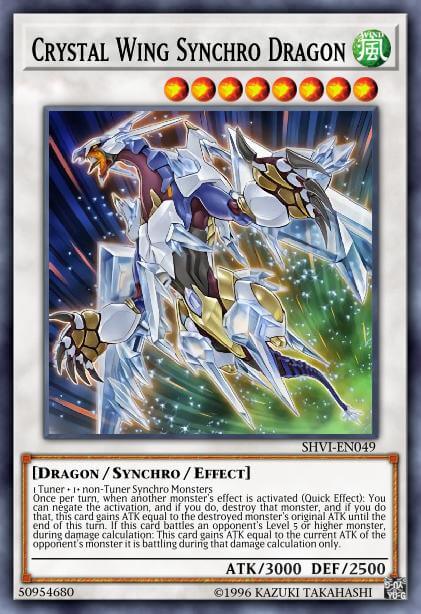 CRYSTAL WING SYNCHRO DRAGON
WIND
風
SHVI-EN049
[DRAGON / SYNCHRO / EFFECT]
1 Tuner + 1+ non-Tuner Synchro Monsters
Once per turn, when another monster's effect is activated (Quick Effect): You
can negate the activation, and if you do, destroy that monster, and if you do
that, this card gains ATK equal to the destroyed monster's original ATK until the
end of this turn. If this card battles an opponent's Level 5 or higher monster,
during damage calculation: This card gains ATK equal to the current ATK of the
opponent's monster it is battling during that damage calculation only.
ATK/3000 DEF/2500
50954680
©1996 KAZUKI TAKAHASHI